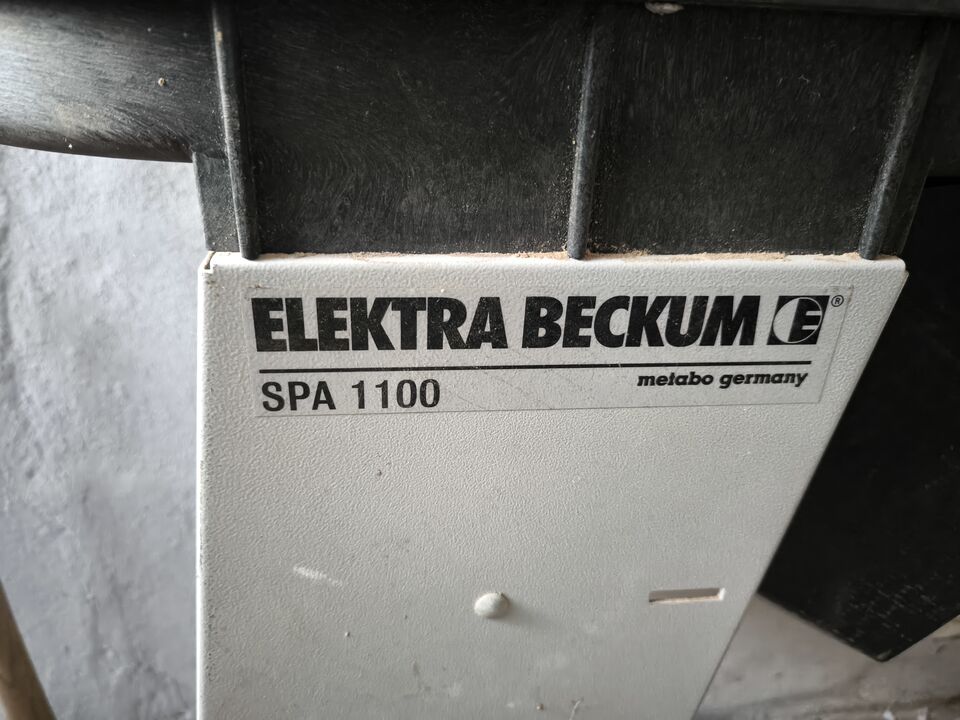 ELEKTRA BECKUM E®
SPA 1100
metabo germany